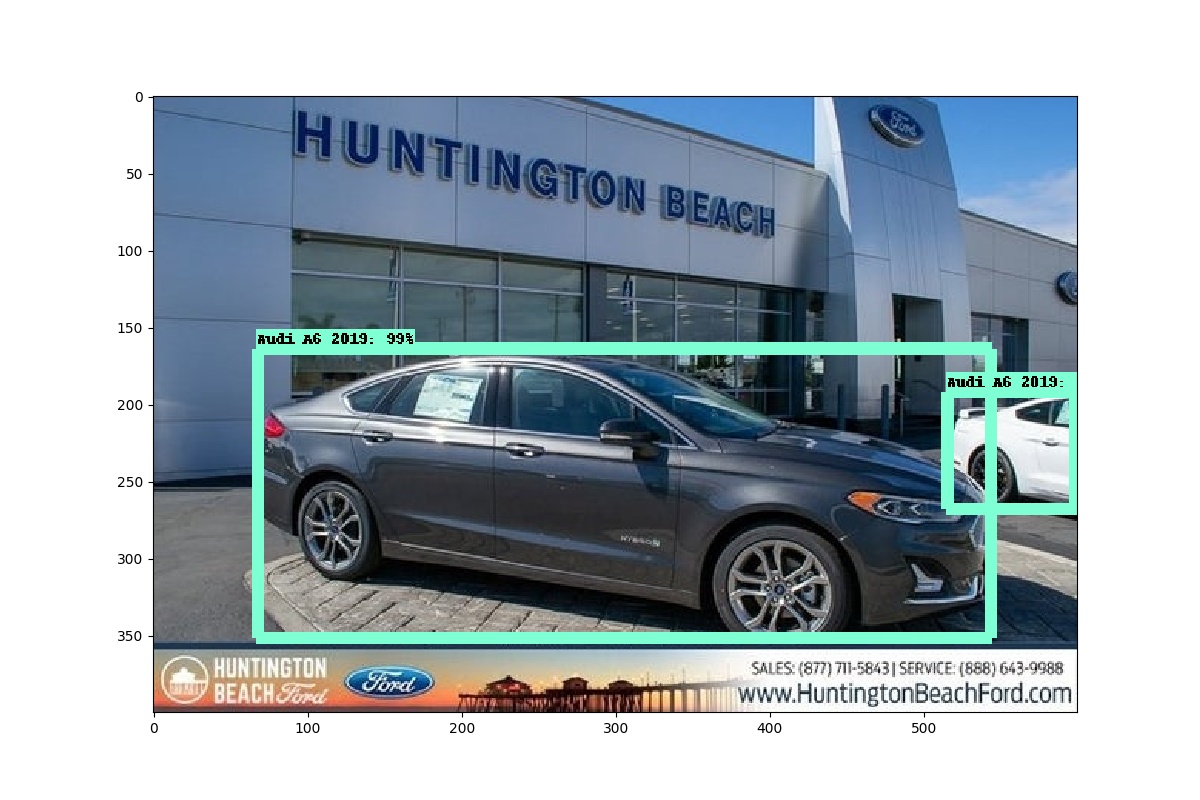 0
50
100
150
200
250
300
350
0
100
200
300
400
500
HUNTINGTON BEACH
Ford
Audi A6 2019: 99%
Audi A6 2019:
HYBRID
HUNTINGTON
BEACH Ford
Ford
SALES: (877) 711-5843 | SERVICE: (888) 643-9988
www.HuntingtonBeachFord.com